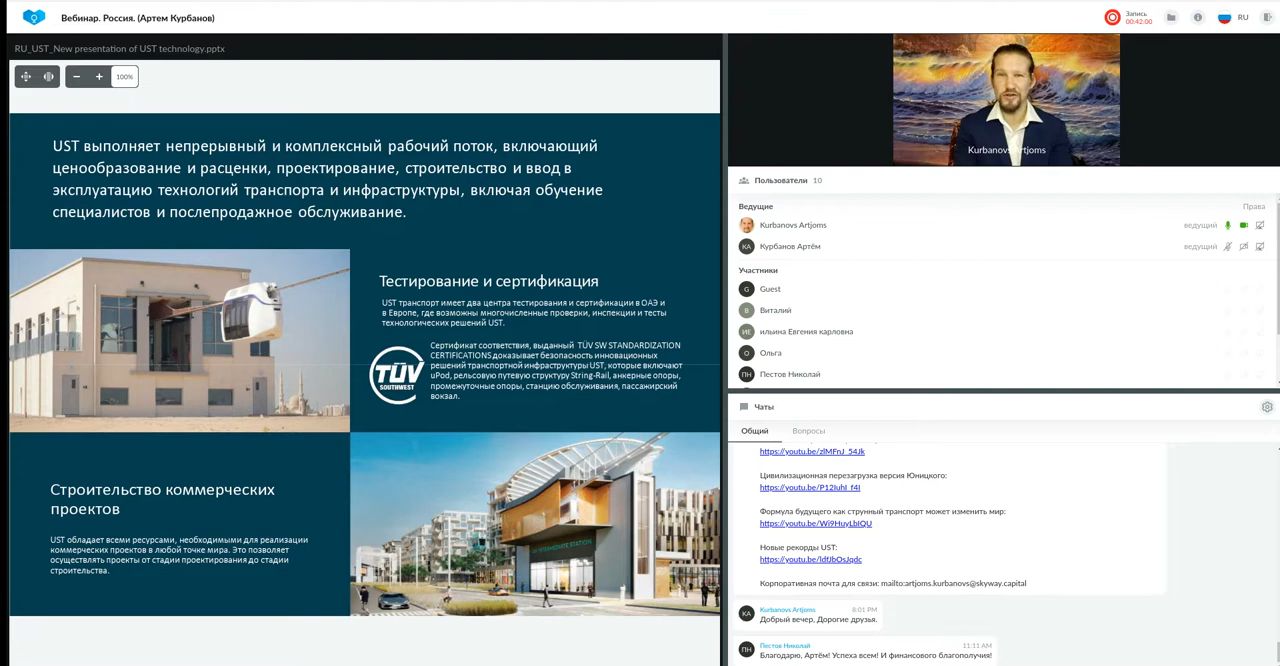 Вебинар. Россия. (Артем Курбанов)
Запись
00:42:00
RU
RU_UST_New presentation of UST technology.pptx
100%
UST выполняет непрерывный и комплексный рабочий поток, включающий
ценообразование и расценки, проектирование, строительство и ввод в
эксплуатацию технологий транспорта и инфраструктуры, включая обучение
специалистов и послепродажное обслуживание.
Тестирование и сертификация
UST транспорт имеет два центра тестирования и сертификации в ОАЭ и
в Европе, где возможны многочисленные проверки, инспекции и тесты
технологических решений UST.
TÜV
SOUTHWEST
Сертификат соответствия, выданный TÜV SW STANDARDIZATION
CERTIFICATIONS доказывает безопасность инновационных
решений транспортной инфраструктуры UST, которые включают
uPod, рельсовую путевую структуру String-Rail, анкерные опоры,
промежуточные опоры, станцию обслуживания, пассажирский
вокзал.
Строительство коммерческих
проектов
UST обладает всеми ресурсами, необходимыми для реализации
коммерческих проектов в любой точке мира. Это позволяет
осуществлять проекты от стадии проектирования до стадии
строительства.
INTERMEDIATE STATION
Kurbanovs Artjoms
Пользователи 10
Ведущие
Права
Kurbanovs Artjoms
ведущий
КА
Курбанов Артём
ведущий
Участники
G
Guest
В
Виталий
ИЕ
ильина Евгения карловна
О
Ольга
ПН
Пестов Николай
Чаты
Общий
Вопросы
https://youtu.be/zlMFnJ_54Jk
Цивилизационная перезагрузка версия Юницкого:
https://youtu.be/P12IuhI_f4I
Формула будущего как струнный транспорт может изменить мир:
https://youtu.be/Wi9HuyLbIQU
Новые рекорды UST:
https://youtu.be/ldfJbOsJqdc
Корпоративная почта для связи: mailto:artjoms.kurbanovs@skyway.capital
КА
Kurbanovs Artjoms
8:01 PM
Добрый вечер, Дорогие друзья.
ПН
Пестов Николай
11:11 AM
Благодарю, Артём! Успеха всем! И финансового благополучия!